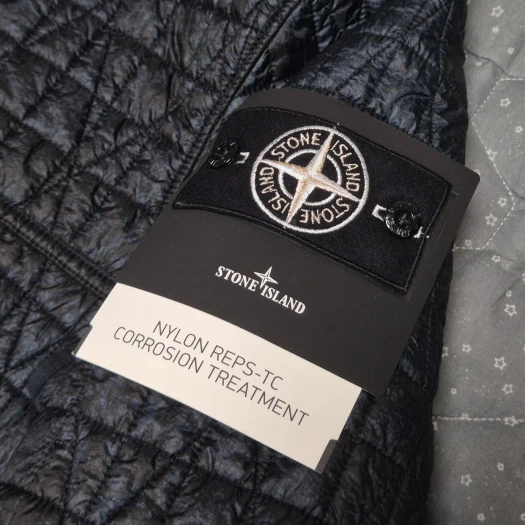 STONE ISLAND
STONE ISLAND
STONE ISLAND
NYLON REPS-TC
CORROSION TREATMENT